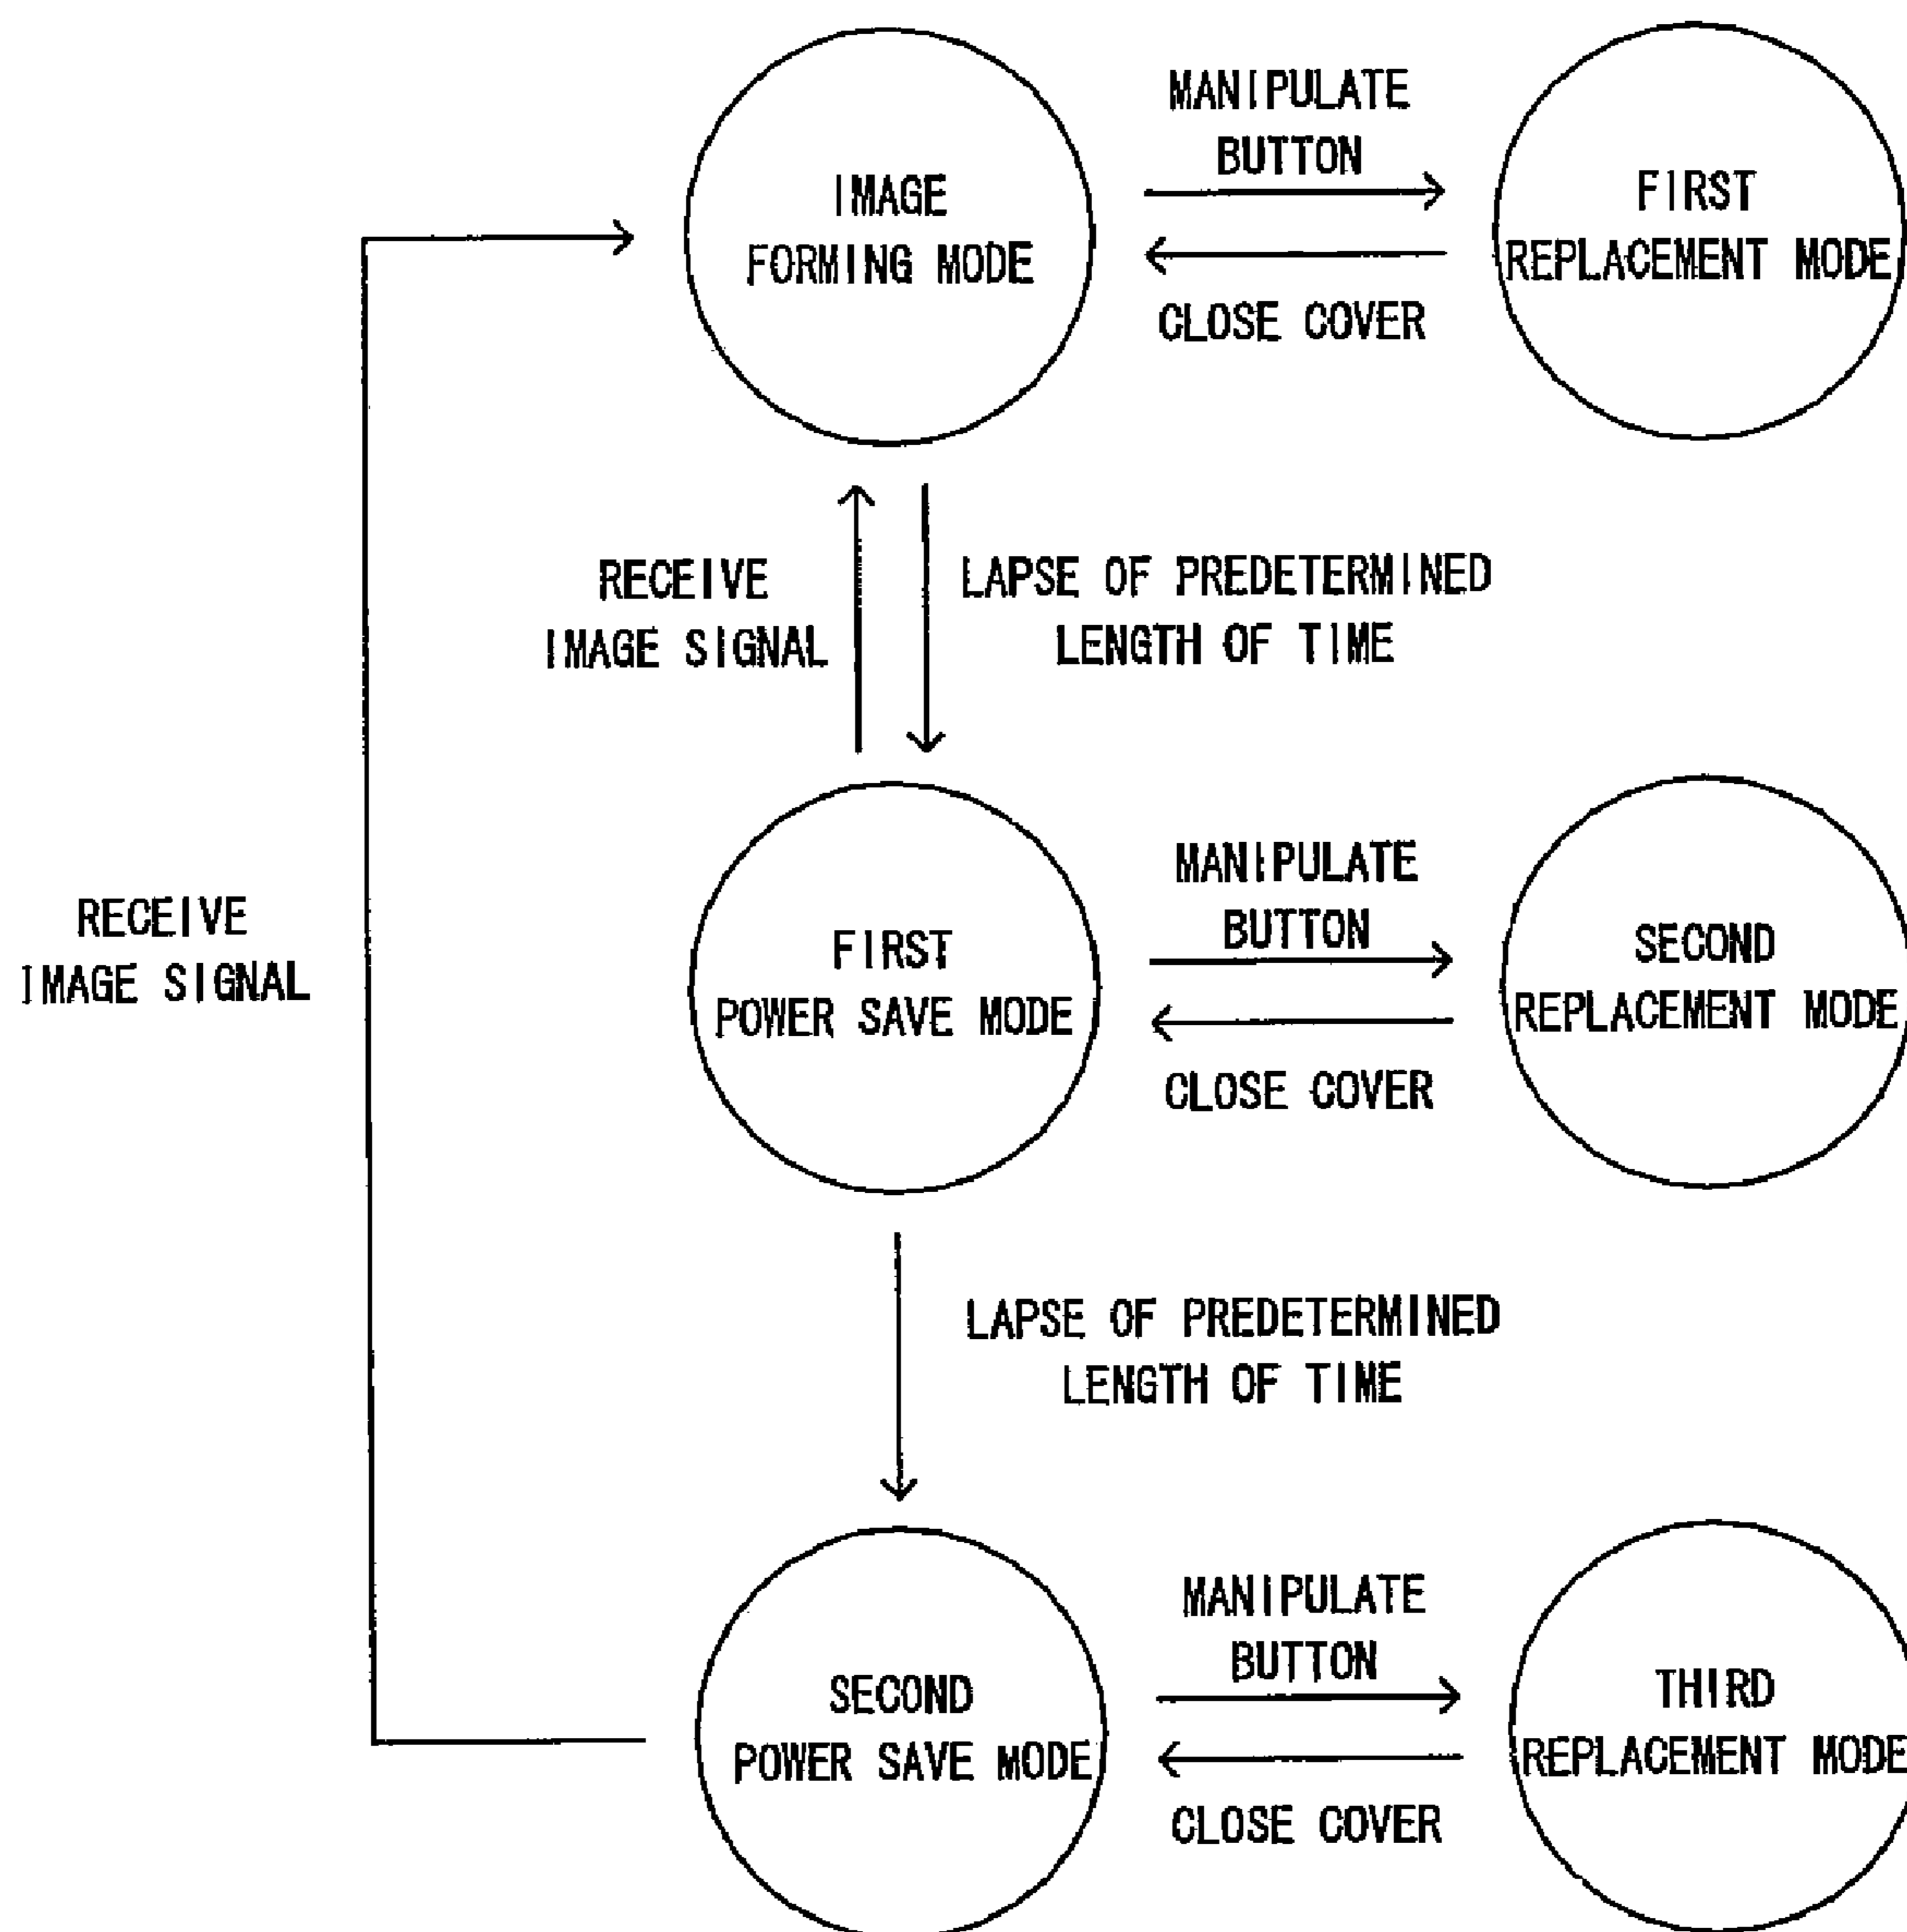 IMAGE
FORMING MODE
MANIPULATE
BUTTON
CLOSE COVER
FIRST
REPLACEMENT MODE
RECEIVE
IMAGE SIGNAL
LAPSE OF PREDETERMINED
LENGTH OF TIME
RECEIVE
IMAGE SIGNAL
FIRST
POWER SAVE MODE
MANIPULATE
BUTTON
CLOSE COVER
SECOND
REPLACEMENT MODE
LAPSE OF PREDETERMINED
LENGTH OF TIME
SECOND
POWER SAVE MODE
MANIPULATE
BUTTON
CLOSE COVER
THIRD
REPLACEMENT MODE